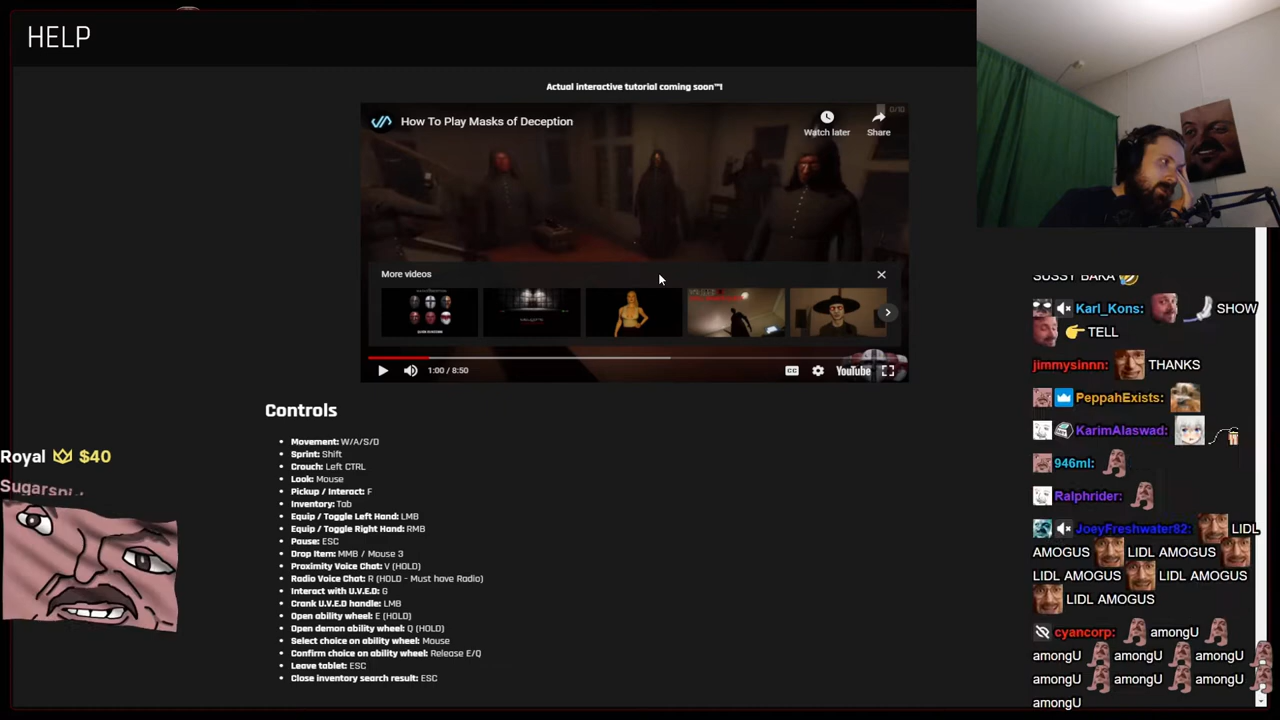 HELP
Actual interactive tutorial coming soon™!
How To Play Masks of Deception
Watch later
Share
0/10
More videos
1:00 / 8:50
CC
YouTube
Controls
Movement: W/A/S/D
Sprint: Shift
Crouch: Left CTRL
Look: Mouse
Pickup / Interact: F
Inventory: Tab
Equip / Toggle Left Hand: LMB
Equip / Toggle Right Hand: RMB
Pause: ESC
Drop Item: MMB / Mouse 3
Proximity Voice Chat: V (HOLD)
Radio Voice Chat: R (HOLD - Must have Radio)
Interact with U.V.E.D: G
Crank U.V.E.D handle: LMB
Open ability wheel: E (HOLD)
Open demon ability wheel: Q (HOLD)
Select choice on ability wheel: Mouse
Confirm choice on ability wheel: Release E/Q
Leave tablet: ESC
Close inventory search result: ESC
Royal $40
SUSSY BAKA
Karl_Kons: SHOW
TELL
jimmysinnn: THANKS
PeppahExists:
KarimAlaswad:
946ml:
Ralphrider:
JoeyFreshwater82: LIDL
AMOGUS LIDL AMOGUS
LIDL AMOGUS LIDL AMOGUS
LIDL AMOGUS
cyancorp: amongU
amongU amongU amongU
amongU amongU amongU
amongU